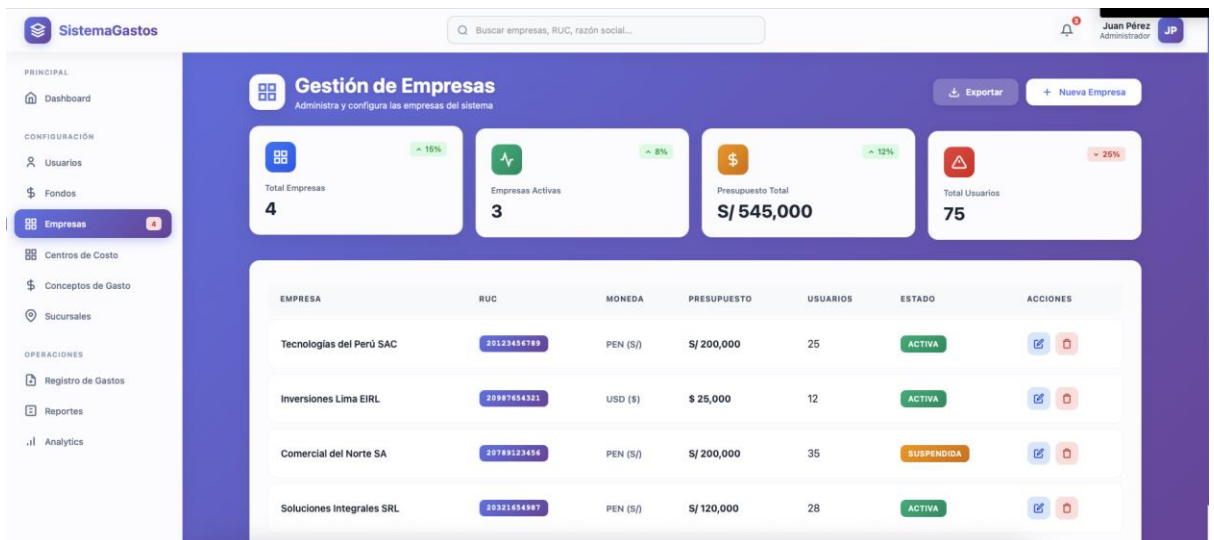 SistemaGastos
Buscar empresas, RUC, razón social...
3
Juan Pérez
Administrador
JP
PRINCIPAL
Dashboard
CONFIGURACIÓN
Usuarios
Fondos
Empresas 4
Centros de Costo
Conceptos de Gasto
Sucursales
OPERACIONES
Registro de Gastos
Reportes
Analytics
Gestión de Empresas
Administra y configura las empresas del sistema
Exportar
+ Nueva Empresa
15%
Total Empresas
4
8%
Empresas Activas
3
12%
Presupuesto Total
S/ 545,000
25%
Total Usuarios
75
EMPRESA RUC MONEDA PRESUPUESTO USUARIOS ESTADO ACCIONES
Tecnologías del Perú SAC 20123456789 PEN (S/) S/ 200,000 25 ACTIVA
Inversiones Lima EIRL 20987654321 USD ($) $ 25,000 12 ACTIVA
Comercial del Norte SA 20789123456 PEN (S/) S/ 200,000 35 SUSPENDIDA
Soluciones Integrales SRL 20321654987 PEN (S/) S/ 120,000 28 ACTIVA